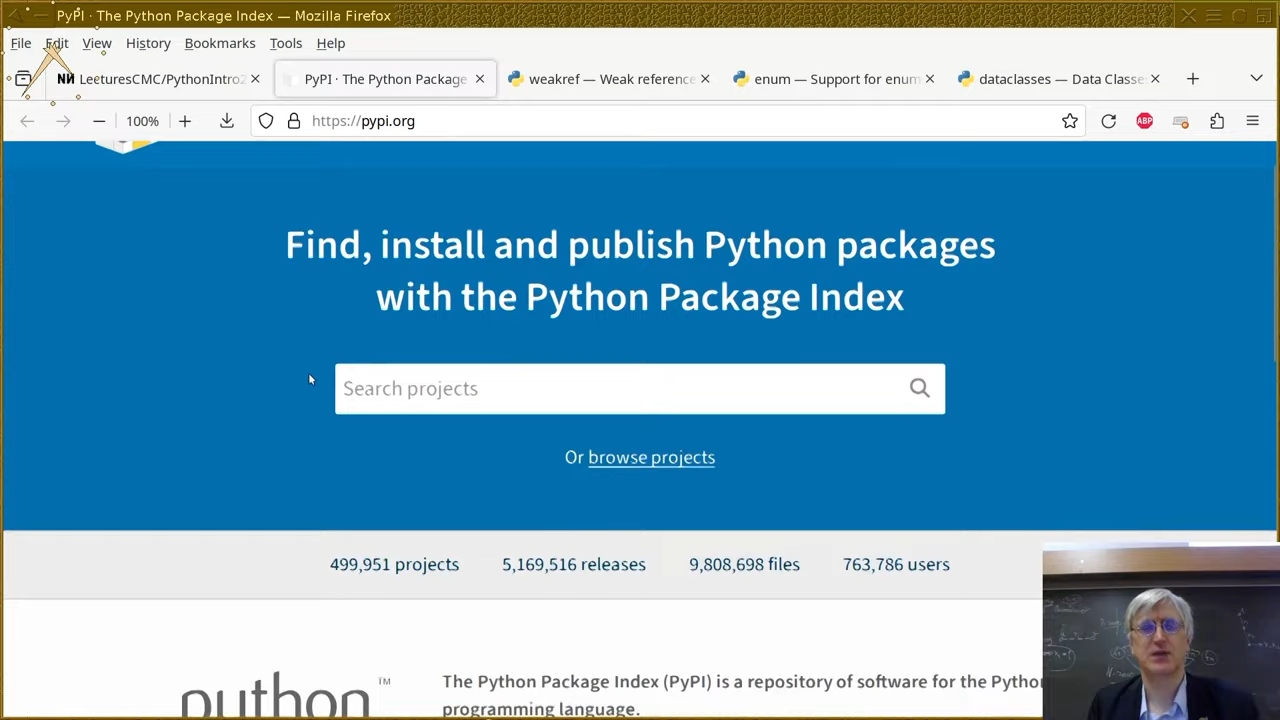 PyPI · The Python Package Index — Mozilla Firefox
File Edit View History Bookmarks Tools Help
LeeturesCMC/PythonIntro2
PyPI · The Python Package
weakref — Weak reference
enum — Support for enum
dataclasses — Data Classe
100%
https://pypi.org
ABP
Find, install and publish Python packages
with the Python Package Index
Search projects
Or browse projects
499,951 projects 5,169,516 releases 9,808,698 files 763,786 users
python™
The Python Package Index (PyPI) is a repository of software for the Python
programming language.